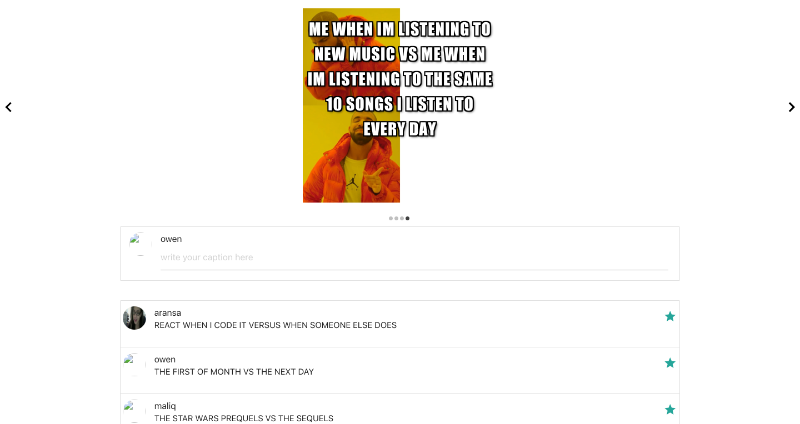 ME WHEN IM LISTENING TO
NEW MUSIC VS ME WHEN
IM LISTENING TO THE SAME
10 SONGS I LISTEN TO
EVERY DAY
owen
write your caption here
aransa
REACT WHEN I CODE IT VERSUS WHEN SOMEONE ELSE DOES
owen
THE FIRST OF MONTH VS THE NEXT DAY
maliq
THE STAR WARS PREQUELS VS THE SEQUELS